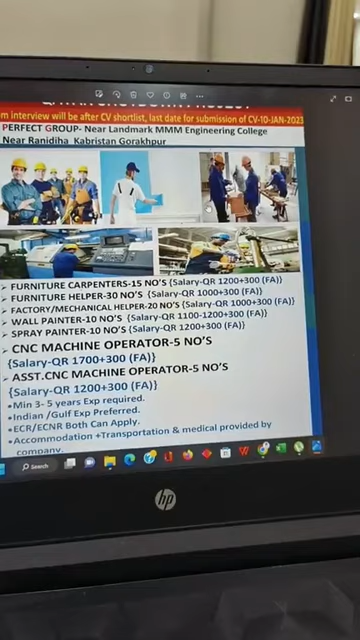 m interview will be after CV shortlist, last date for submission of CV-10-JAN-2023
PERFECT GROUP- Near Landmark MMM Engineering College
Near Ranidiha Kabristan Gorakhpur
FURNITURE CARPENTERS-15 NO'S {Salary-QR 1200+300 (FA)}
FURNITURE HELPER-30 NO'S {Salary-QR 1000+300 (FA)}
FACTORY/MECHANICAL HELPER-20 NO'S {Salary-QR 1000+300 (FA)}
WALL PAINTER-10 NO'S {Salary-QR 1100-1200+300 (FA)}
SPRAY PAINTER-10 NO'S {Salary-QR 1200+300 (FA)}
CNC MACHINE OPERATOR-5 NO'S
{Salary-QR 1700+300 (FA)}
ASST.CNC MACHINE OPERATOR-5 NO'S
{Salary-QR 1200+300 (FA)}
•Min 3- 5 years Exp required.
•Indian /Gulf Exp Preferred.
•ECR/ECNR Both Can Apply.
•Accommodation +Transportation & medical provided by
company.
Search
hp